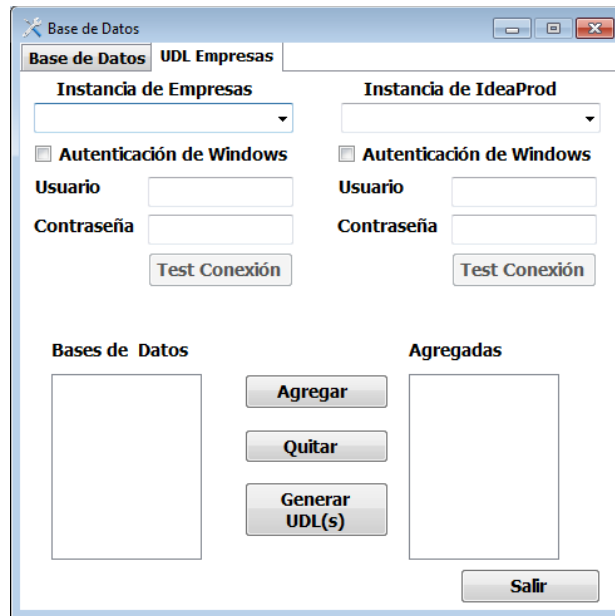 Base de Datos
Base de Datos UDL Empresas
Instancia de Empresas Instancia de IdeaProd
Autenticación de Windows Autenticación de Windows
Usuario Usuario
Contraseña Contraseña
Test Conexión Test Conexión
Bases de Datos Agregadas
Agregar
Quitar
Generar
UDL(s)
Salir